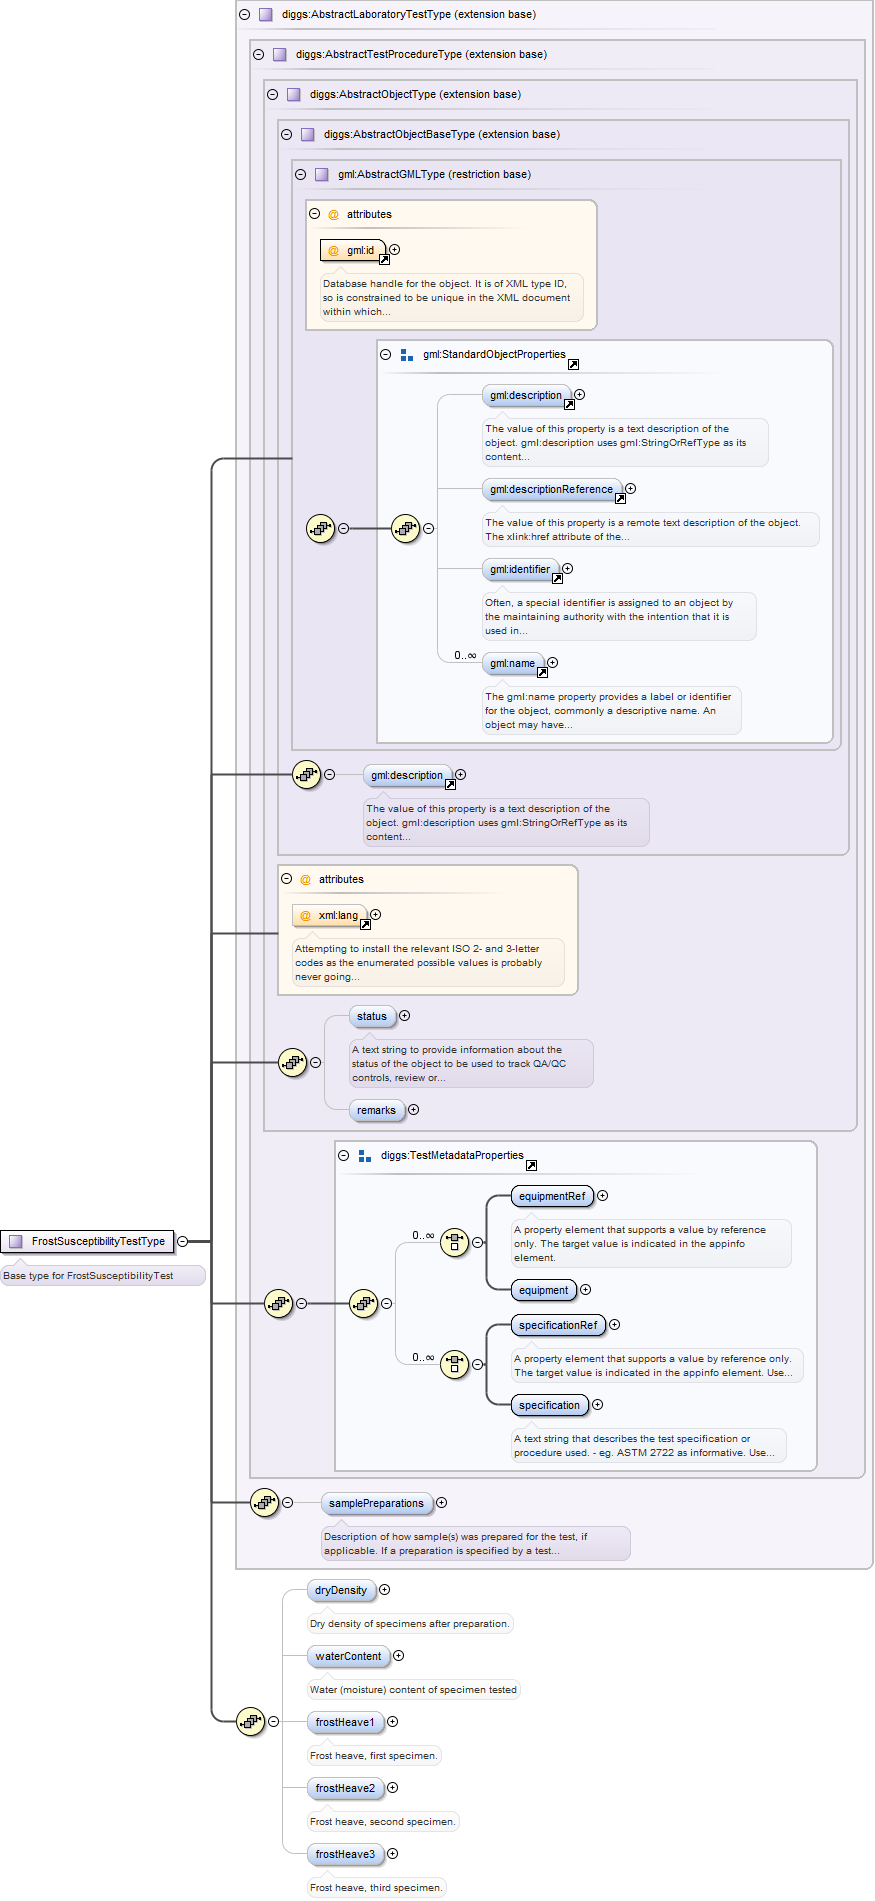 diggs:AbstractLaboratoryTestType (extension base)
diggs:AbstractTestProcedureType (extension base)
diggs:AbstractObjectType (extension base)
diggs:AbstractObjectBaseType (extension base)
gml:AbstractGMLType (restriction base)
@ attributes
@ gml:id
Database handle for the object. It is of XML type ID,
so is constrained to be unique in the XML document
within which...
gml:StandardObjectProperties
gml:description
The value of this property is a text description of the
object. gml:description uses gml:StringOrRefType as its
content...
gml:descriptionReference
The value of this property is a remote text description of the object.
The xlink:href attribute of the...
gml:identifier
Often, a special identifier is assigned to an object by
the maintaining authority with the intention that it is
used in...
0..∞
gml:name
The gml:name property provides a label or identifier
for the object, commonly a descriptive name. An
object may have...
gml:description
The value of this property is a text description of the
object. gml:description uses gml:StringOrRefType as its
content...
@ attributes
@ xml:lang
Attempting to install the relevant ISO 2- and 3-letter
codes as the enumerated possible values is probably
never going...
status
A text string to provide information about the
status of the object to be used to track QA/QC
controls, review or...
remarks
diggs:TestMetadataProperties
equipmentRef
0..∞
A property element that supports a value by reference
only. The target value is indicated in the appinfo
element.
equipment
FrostSusceptibilityTestType
Base type for FrostSusceptibilityTest
specificationRef
0..∞
A property element that supports a value by reference only.
The target value is indicated in the appinfo element. Use...
specification
A text string that describes the test specification or
procedure used. - eg. ASTM 2722 as informative. Use...
samplePreparations
Description of how sample(s) was prepared for the test, if
applicable. If a preparation is specified by a test...
dryDensity
Dry density of specimens after preparation.
waterContent
Water (moisture) content of specimen tested
frostHeave1
Frost heave, first specimen.
frostHeave2
Frost heave, second specimen.
frostHeave3
Frost heave, third specimen.